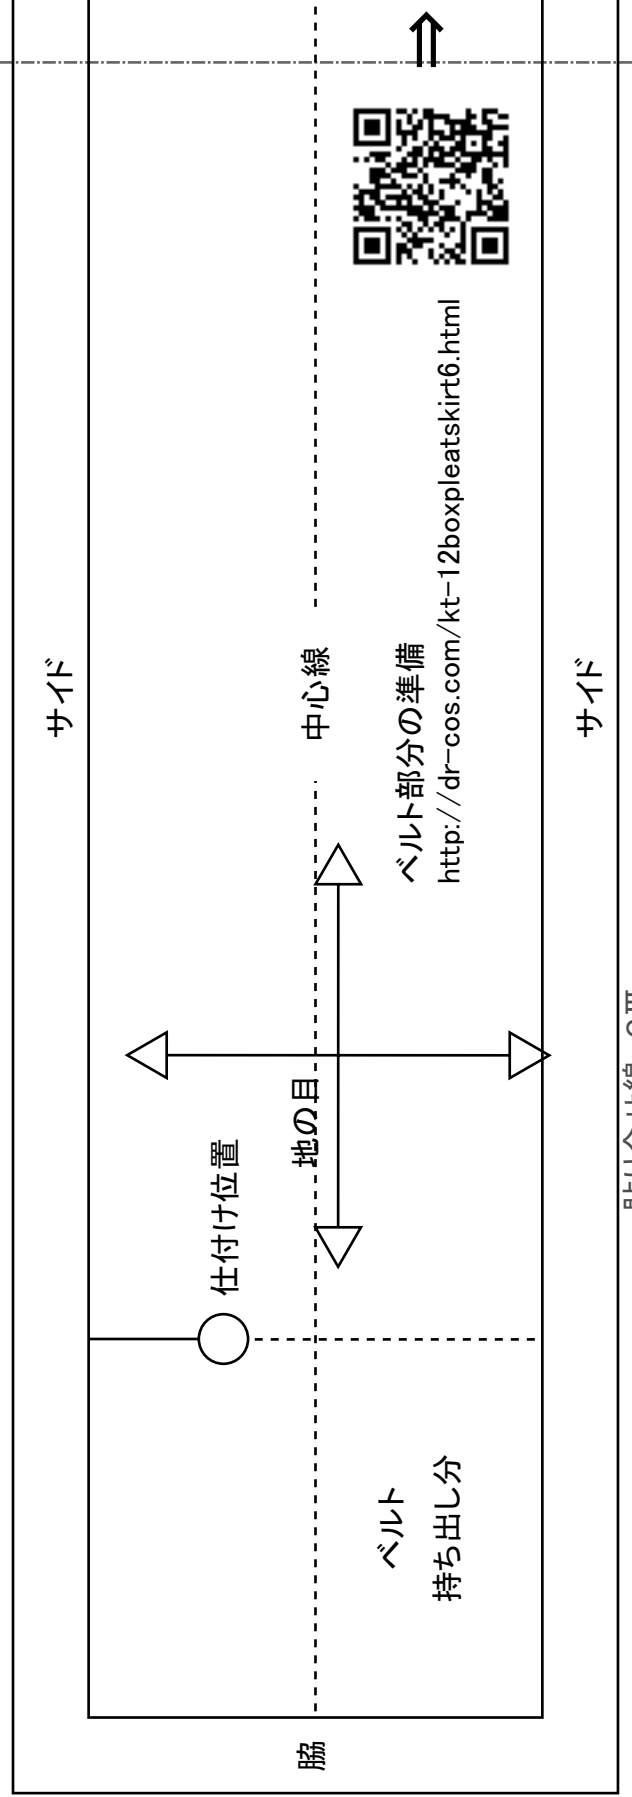 サイド
中心線
ベルト部分の準備
http://dr-cos.com/kt-12boxpleatskirt6.html
サイド
地の目
仕付け位置
ベルト
持ち出し分
脇